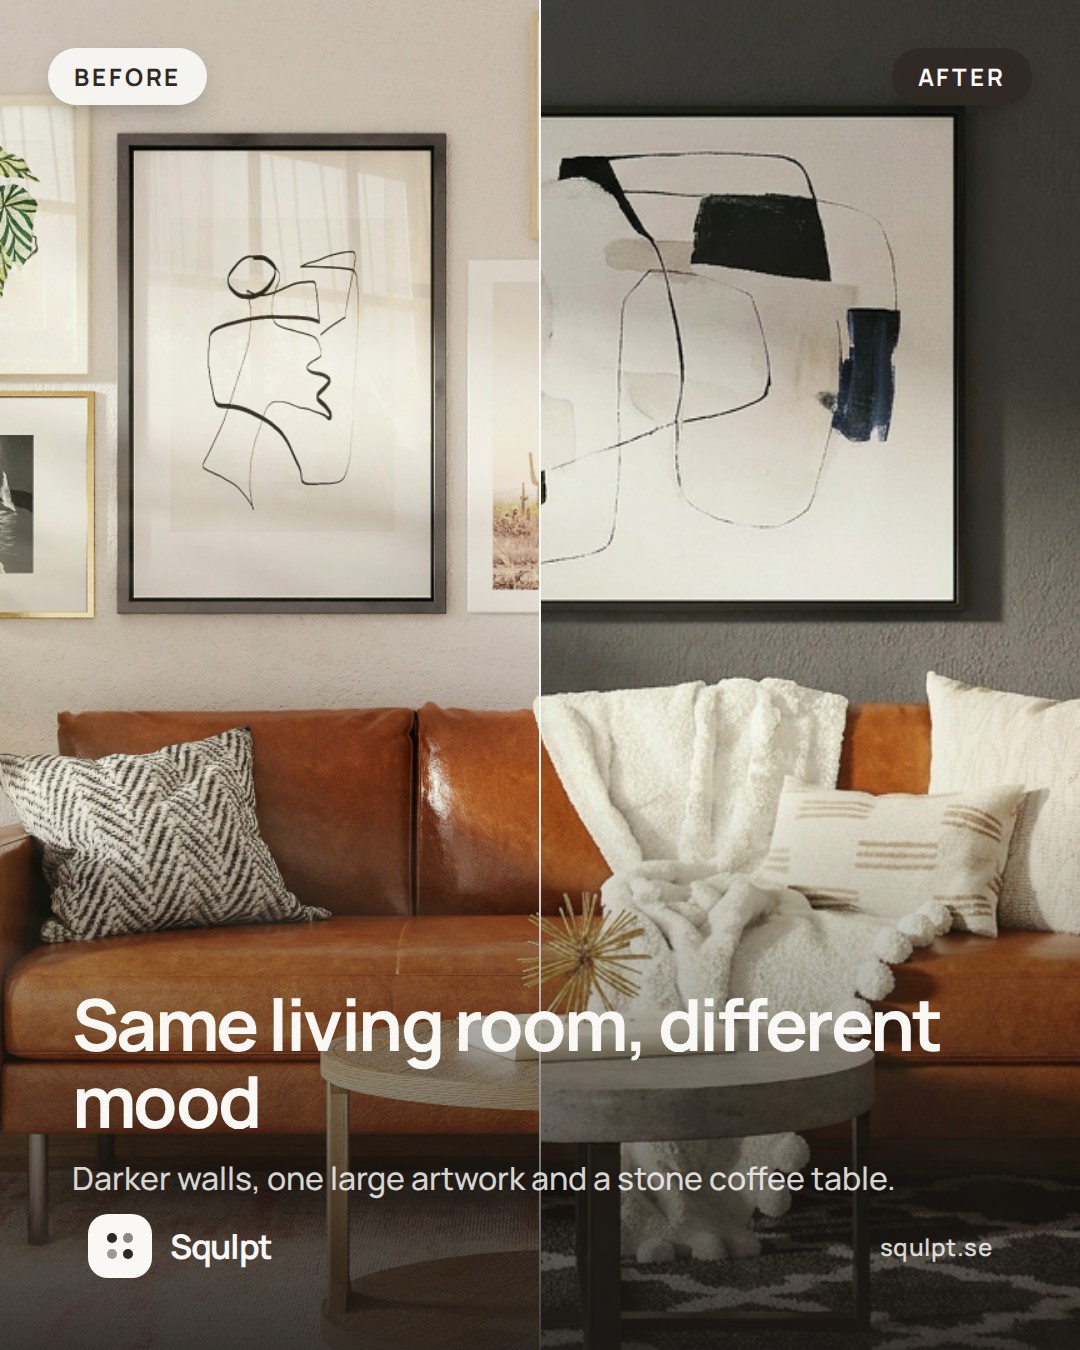 BEFORE
AFTER
Same living room, different
mood
Darker walls, one large artwork and a stone coffee table.
Squlpt
squlpt.se